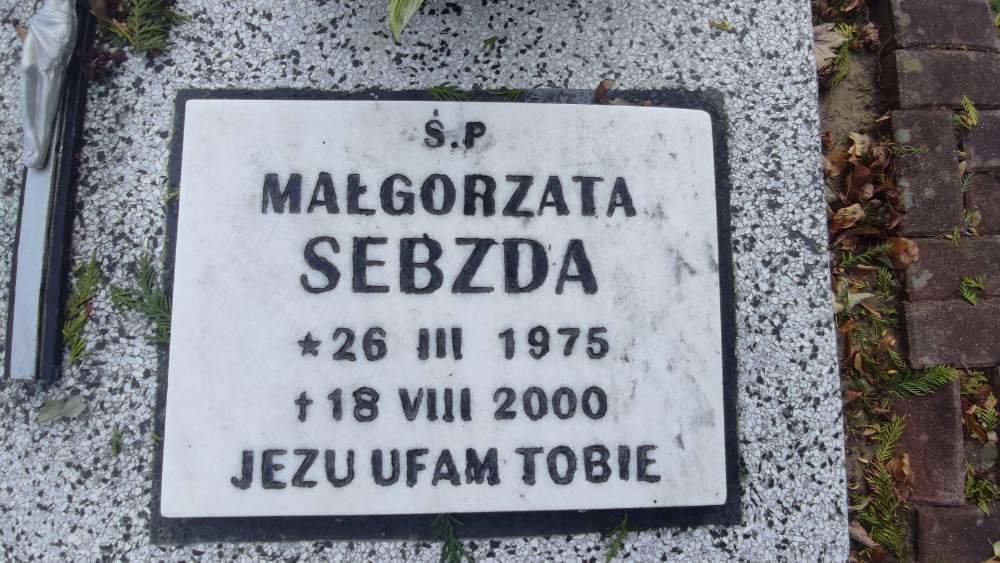 Ś.P
MAŁGORZATA
SEBZDA
★ 26 III 1975
† 18 VIII 2000
JEZU UFAM TOBIE